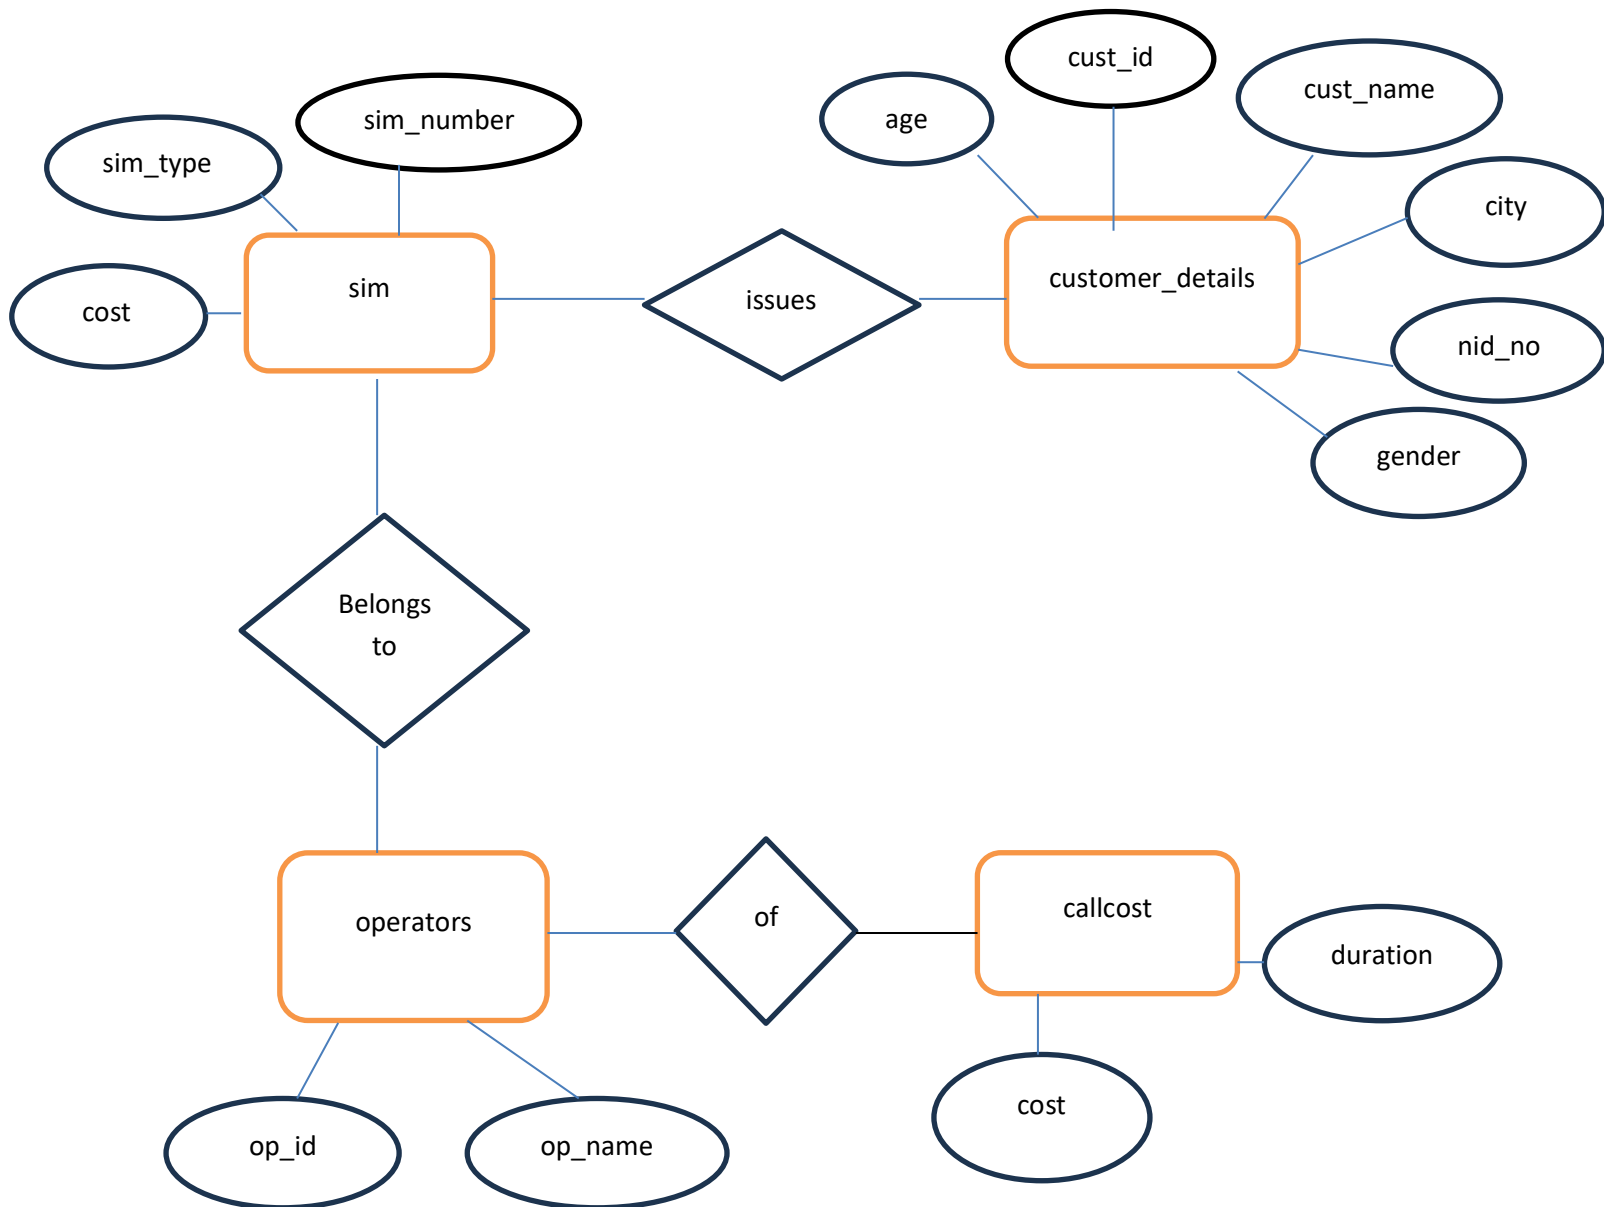 cust_id
cust_name
age
sim_number
sim_type
city
customer_details
sim
issues
cost
nid_no
gender
Belongs
to
operators
of
callcost
duration
cost
op_id
op_name